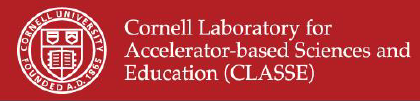 CORNELL UNIVERSITY
FOUNDED A.D. 1865
Cornell Laboratory for
Accelerator-based Sciences and
Education (CLASSE)